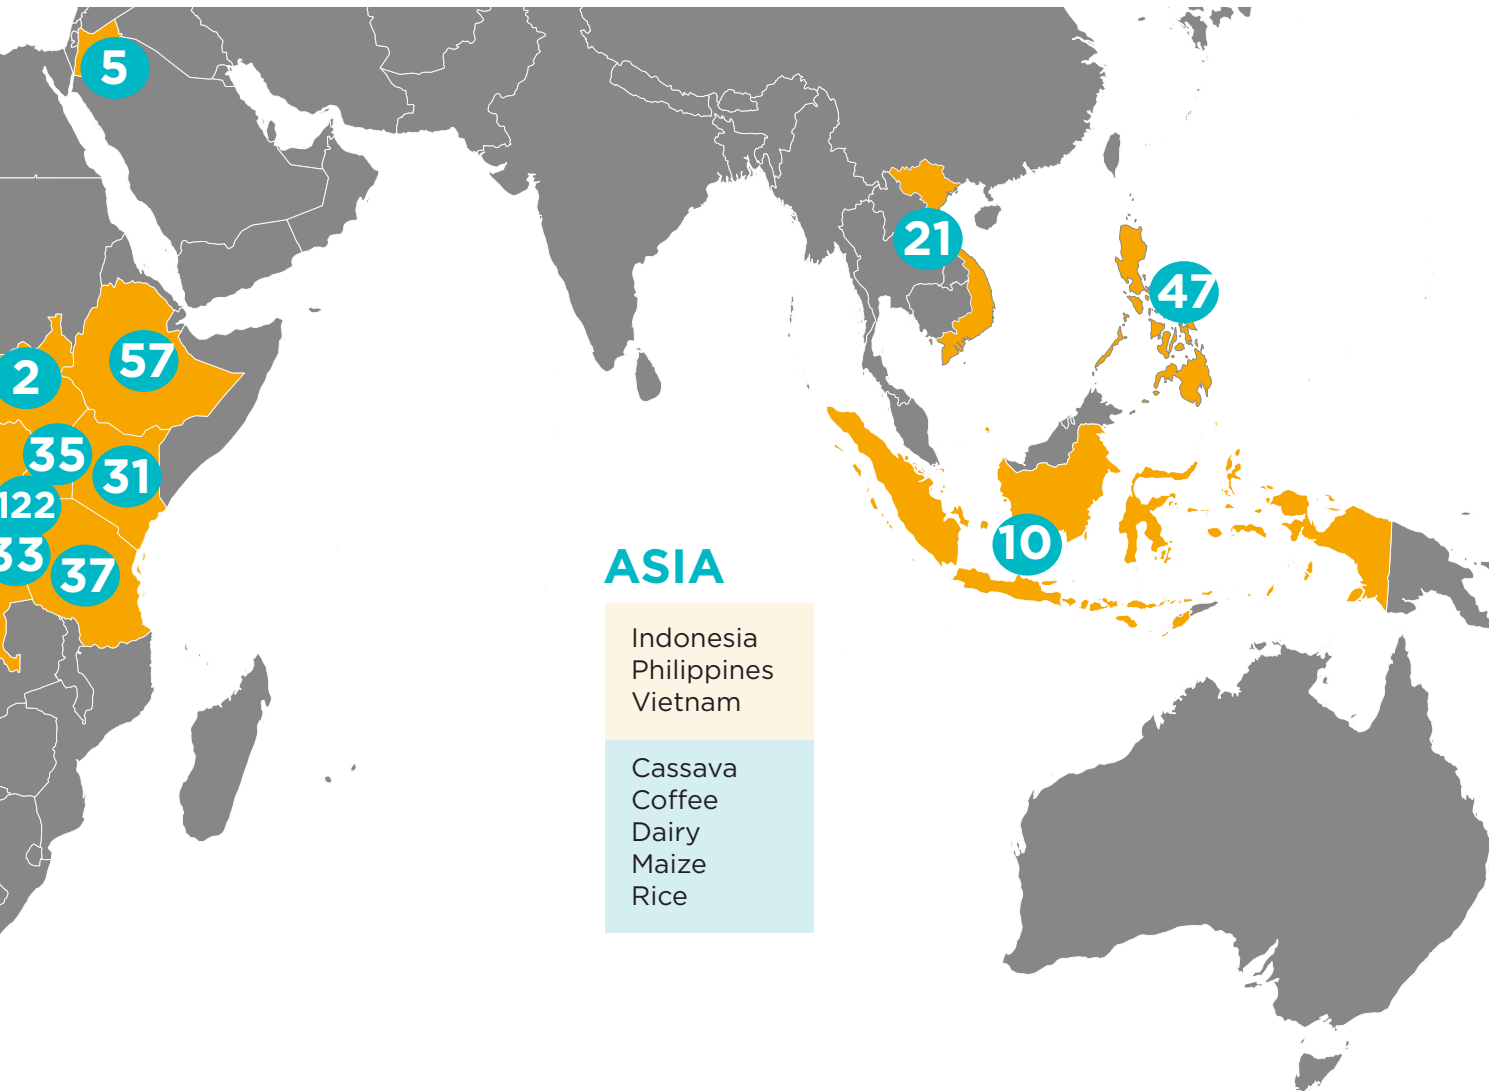 5
21
47
57
2
35
31
122
33
37
10
ASIA
Indonesia
Philippines
Vietnam
Cassava
Coffee
Dairy
Maize
Rice